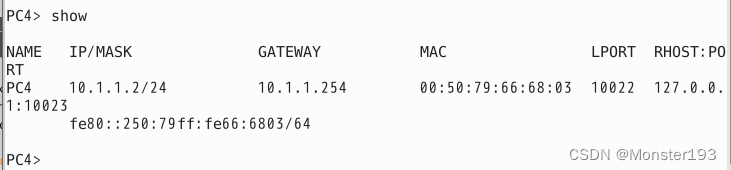 PC4> show
NAME   IP/MASK              GATEWAY           MAC                LPORT  RHOST:PO
RT
PC4    10.1.1.2/24          10.1.1.254        00:50:79:66:68:03  10022  127.0.0.
1:10023
       fe80::250:79ff:fe66:6803/64
PC4>
CSDN @Monster193